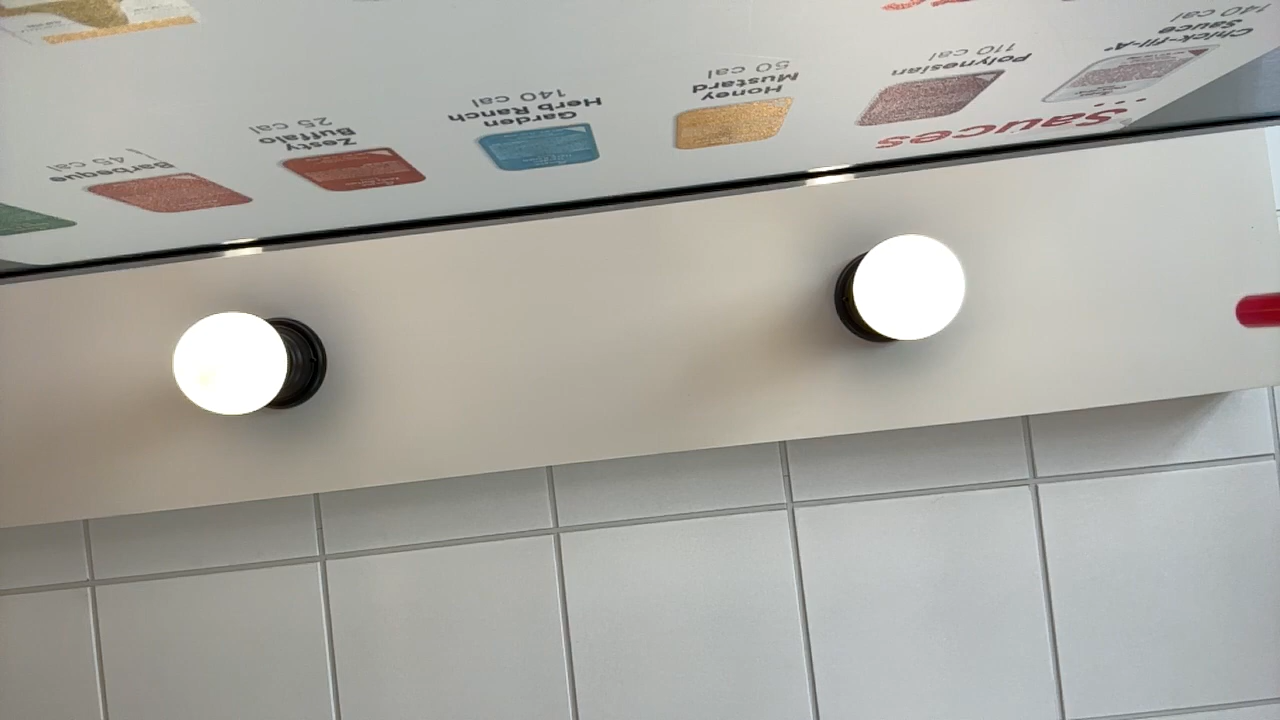 Sauces
Chick-fil-A®
Sauce
140 cal
Polynesian
110 cal
Honey
Mustard
50 cal
Garden
Herb Ranch
140 cal
Zesty
Buffalo
25 cal
Barbeque
45 cal